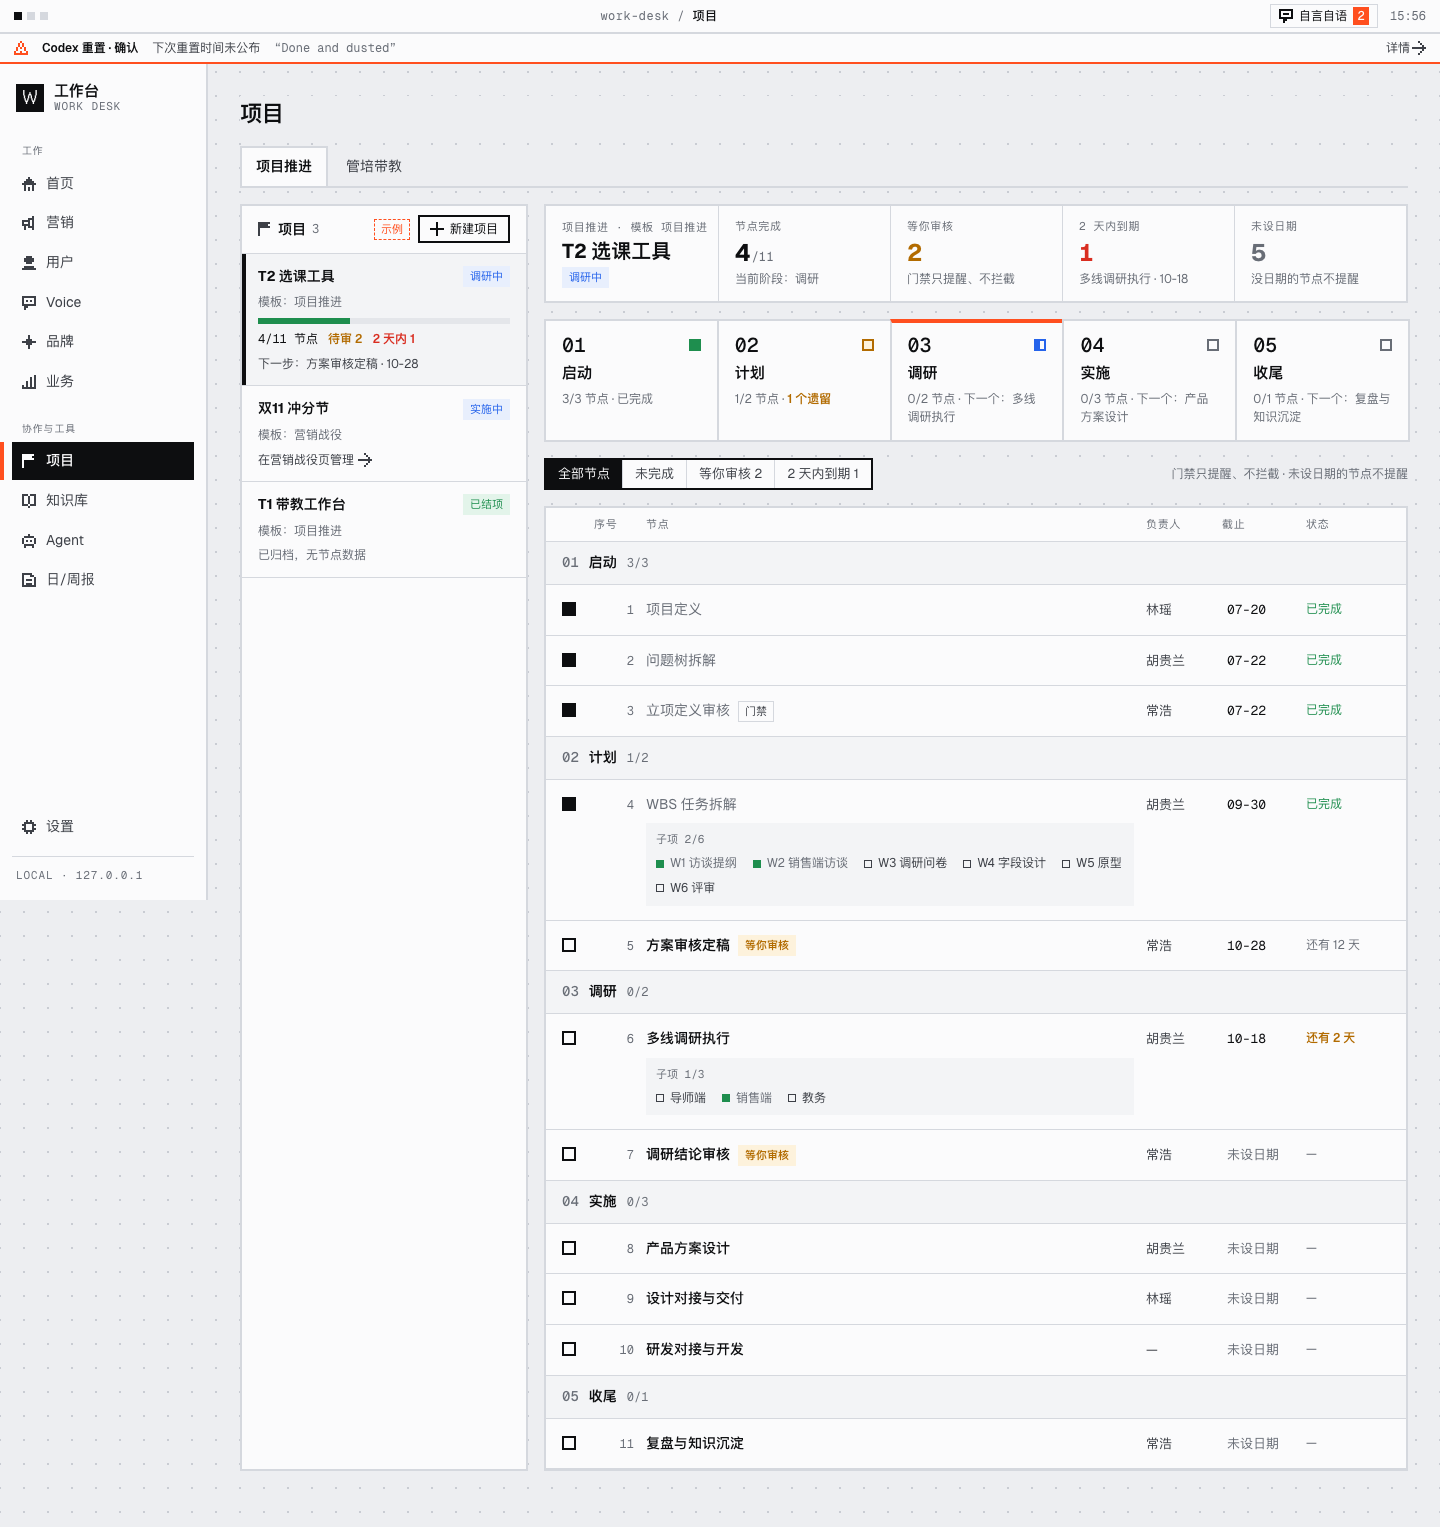 work-desk / 项目
自言自语 2
15:56
Codex 重置·确认 下次重置时间未公布 “Done and dusted”
详情
W
工作台
WORK DESK
工作
首页
营销
用户
Voice
品牌
业务
协作与工具
项目
知识库
Agent
日/周报
设置
LOCAL · 127.0.0.1
项目
项目推进 管培带教
项目 3 示例 新建项目
T2 选课工具 调研中
模板：项目推进
4/11 节点 待审 2 2 天内 1
下一步：方案审核定稿 · 10-28
双11 冲分节 实施中
模板：营销战役
在营销战役页管理
T1 带教工作台 已结项
模板：项目推进
已归档，无节点数据
项目推进 · 模板 项目推进
T2 选课工具
调研中
节点完成
4/11
当前阶段：调研
等你审核
2
门禁只提醒、不拦截
2 天内到期
1
多线调研执行 · 10-18
未设日期
5
没日期的节点不提醒
01
启动
3/3 节点 · 已完成
02
计划
1/2 节点 · 1 个遗留
03
调研
0/2 节点 · 下一个：多线
调研执行
04
实施
0/3 节点 · 下一个：产品
方案设计
05
收尾
0/1 节点 · 下一个：复盘与
知识沉淀
全部节点 未完成 等你审核 2 2 天内到期 1
门禁只提醒、不拦截 · 未设日期的节点不提醒
序号 节点 负责人 截止 状态
01 启动 3/3
1 项目定义 林瑶 07-20 已完成
2 问题树拆解 胡贵兰 07-22 已完成
3 立项定义审核 门禁 常浩 07-22 已完成
02 计划 1/2
4 WBS 任务拆解 胡贵兰 09-30 已完成
子项 2/6
W1 访谈提纲 W2 销售端访谈 W3 调研问卷 W4 字段设计 W5 原型
W6 评审
5 方案审核定稿 等你审核 常浩 10-28 还有 12 天
03 调研 0/2
6 多线调研执行 胡贵兰 10-18 还有 2 天
子项 1/3
导师端 销售端 教务
7 调研结论审核 等你审核 常浩 未设日期 —
04 实施 0/3
8 产品方案设计 胡贵兰 未设日期 —
9 设计对接与交付 林瑶 未设日期 —
10 研发对接与开发 — 未设日期 —
05 收尾 0/1
11 复盘与知识沉淀 常浩 未设日期 —